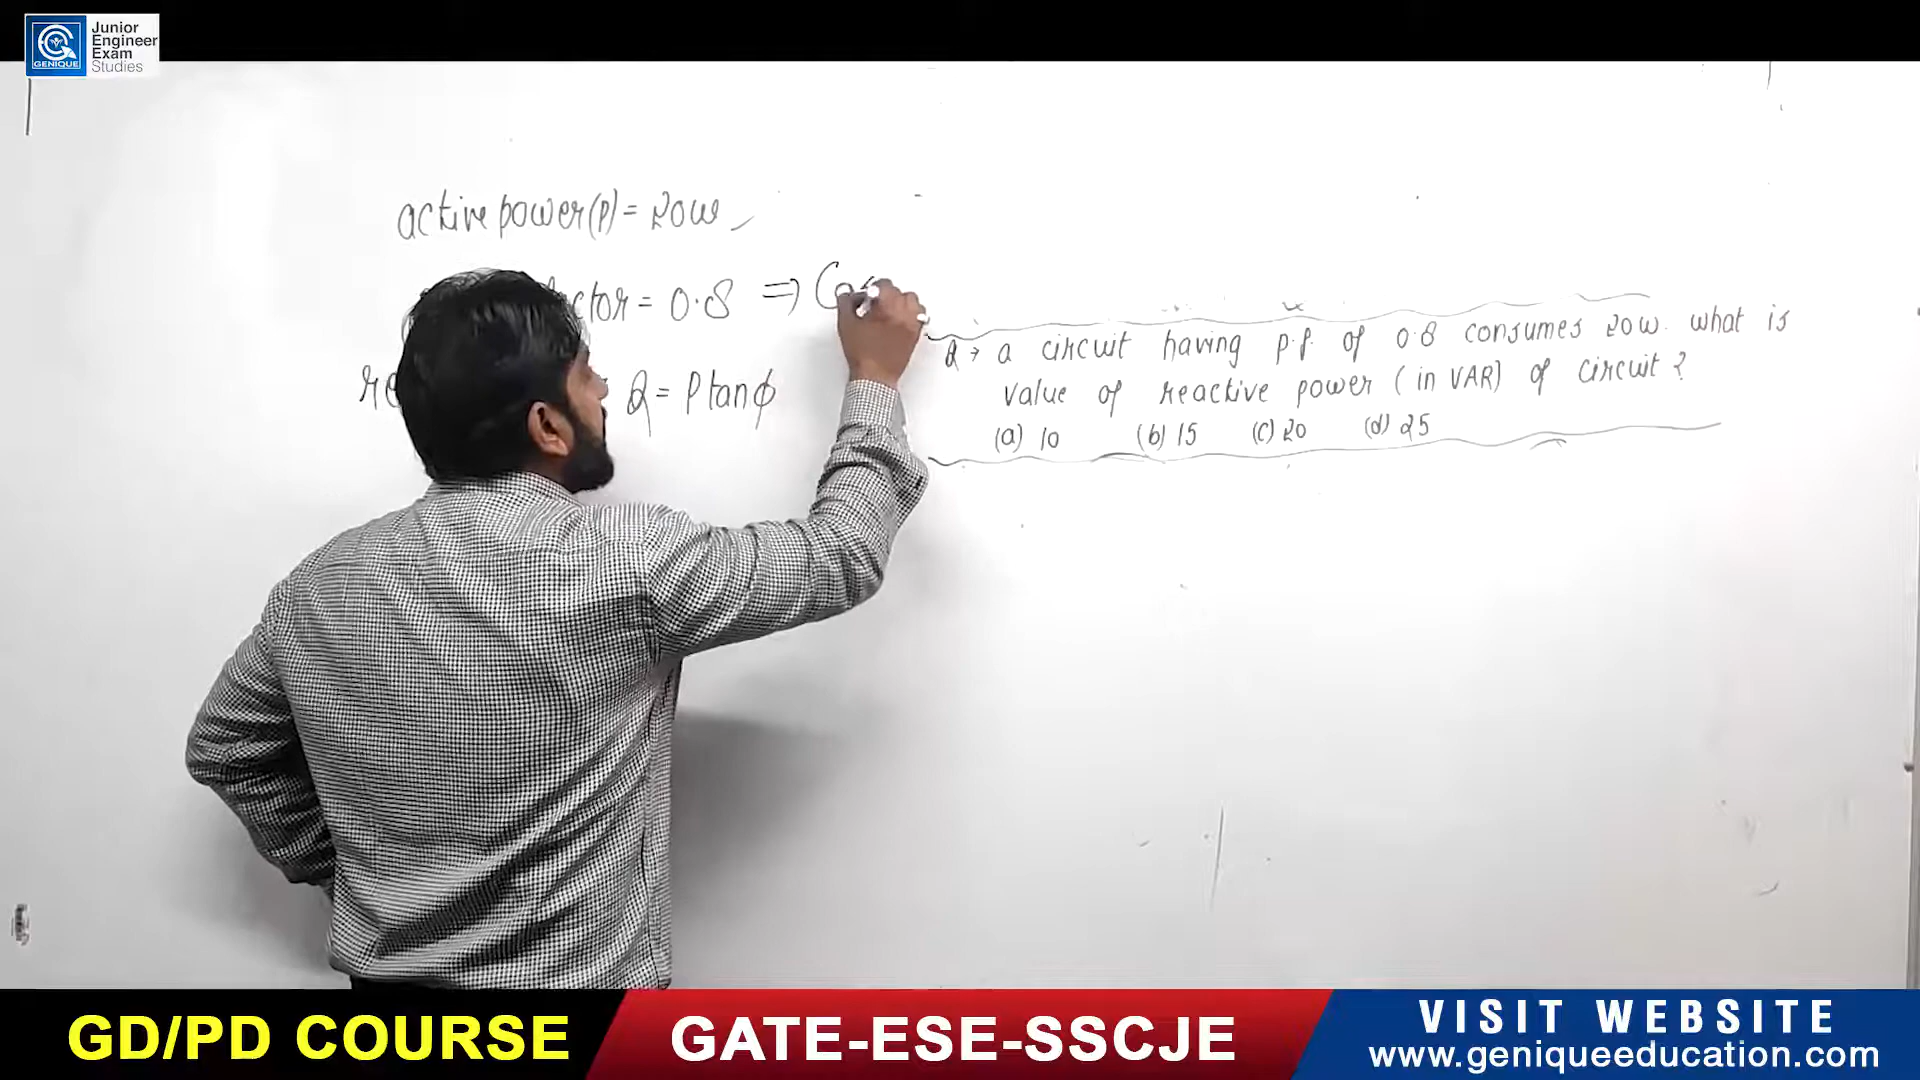 Junior
Engineer
Exam
Studies
GENIQUE
active power (P) = 20W
= 0.8 ⇒ Cos
Q = P tanϕ
Q → a circuit having p.f. of 0.8 consumes 20W. what is
value of reactive power (in VAR) of circuit?
(a) 10 (b) 15 (c) 20 (d) 25
GD/PD COURSE
GATE-ESE-SSCJE
VISIT WEBSITE
www.geniqueeducation.com